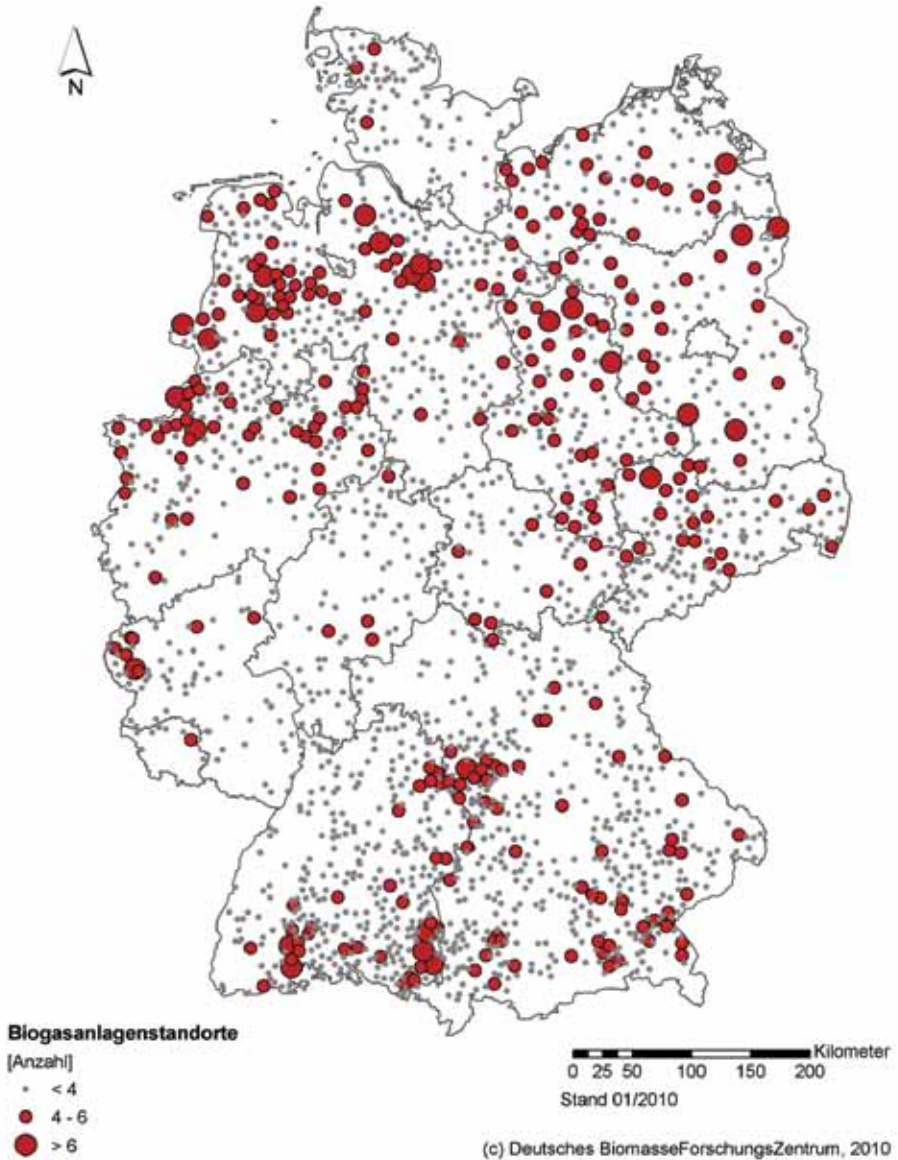 N
Biogasanlagenstandorte
[Anzahl]
< 4
4 - 6
> 6
Kilometer
0 25 50 100 150 200
Stand 01/2010
(c) Deutsches BiomasseForschungsZentrum, 2010